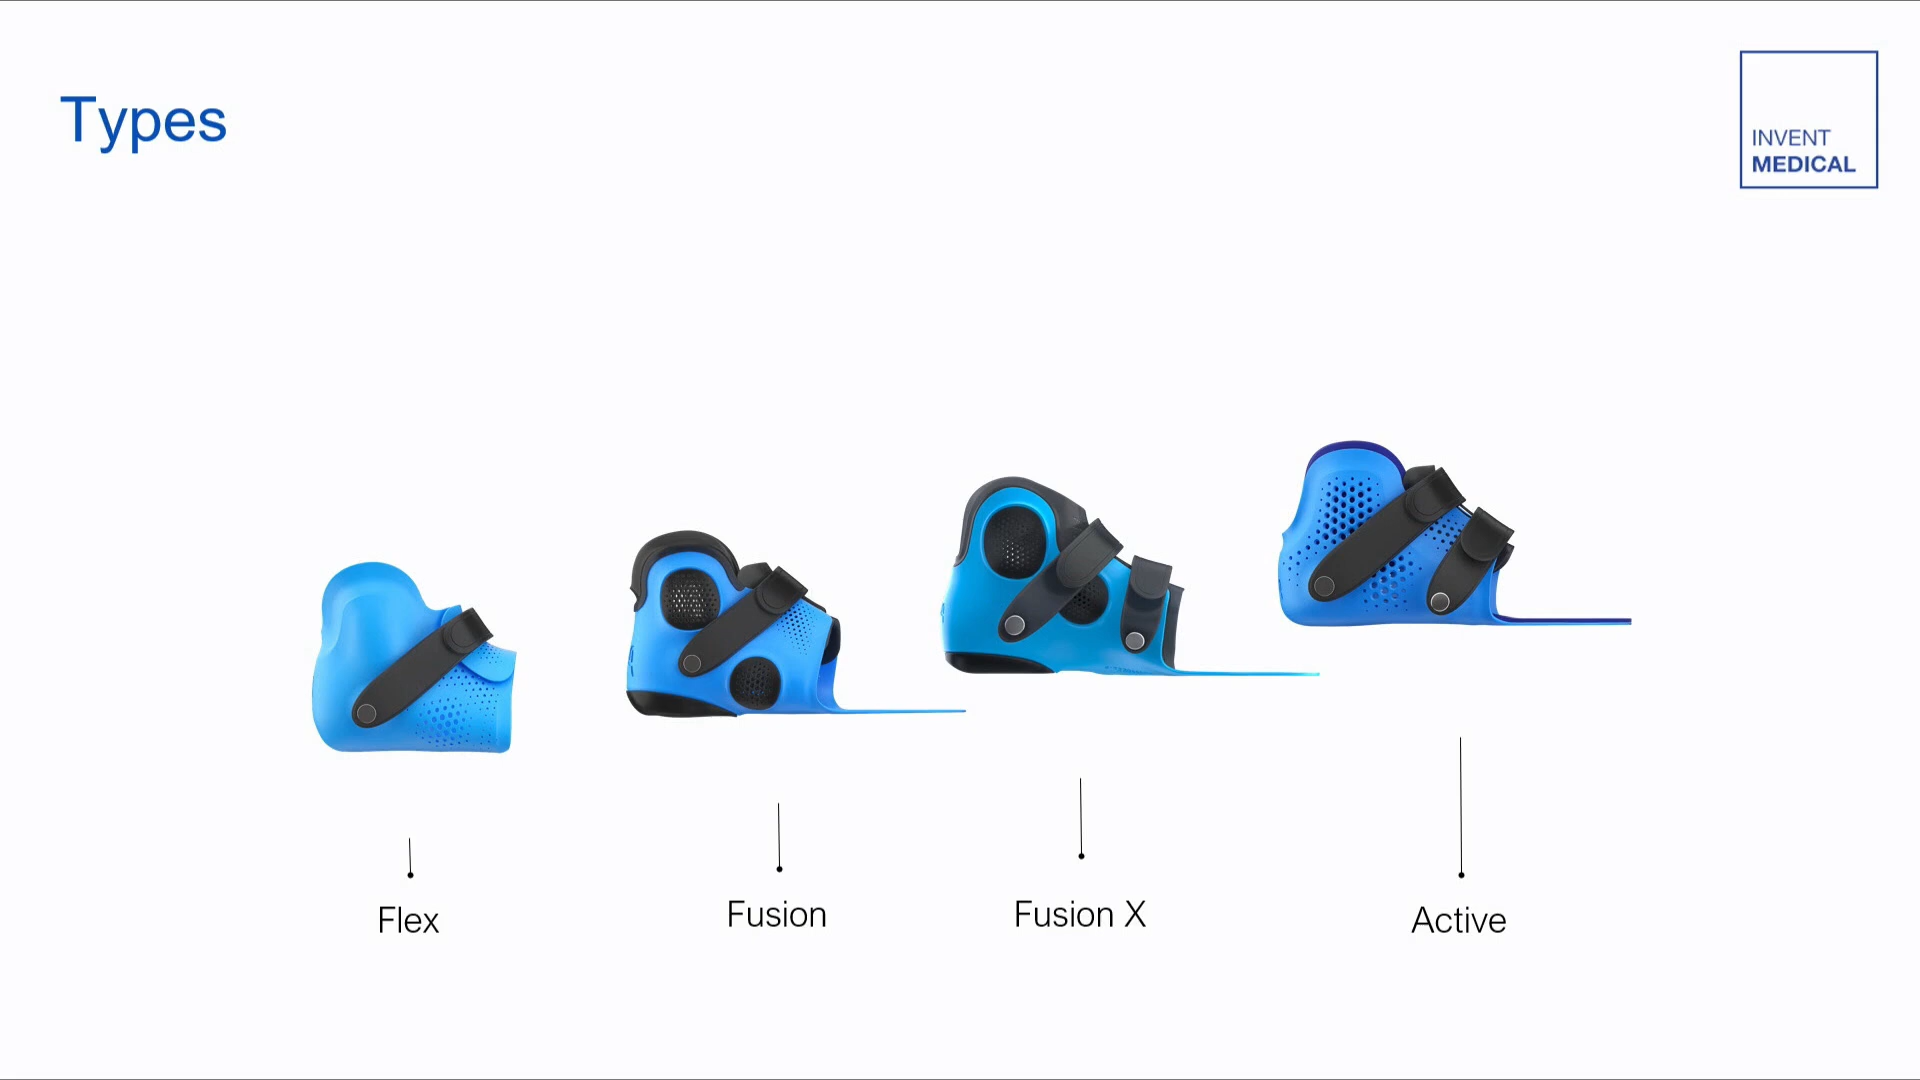 Types
INVENT
MEDICAL
Flex
Fusion
Fusion X
Active